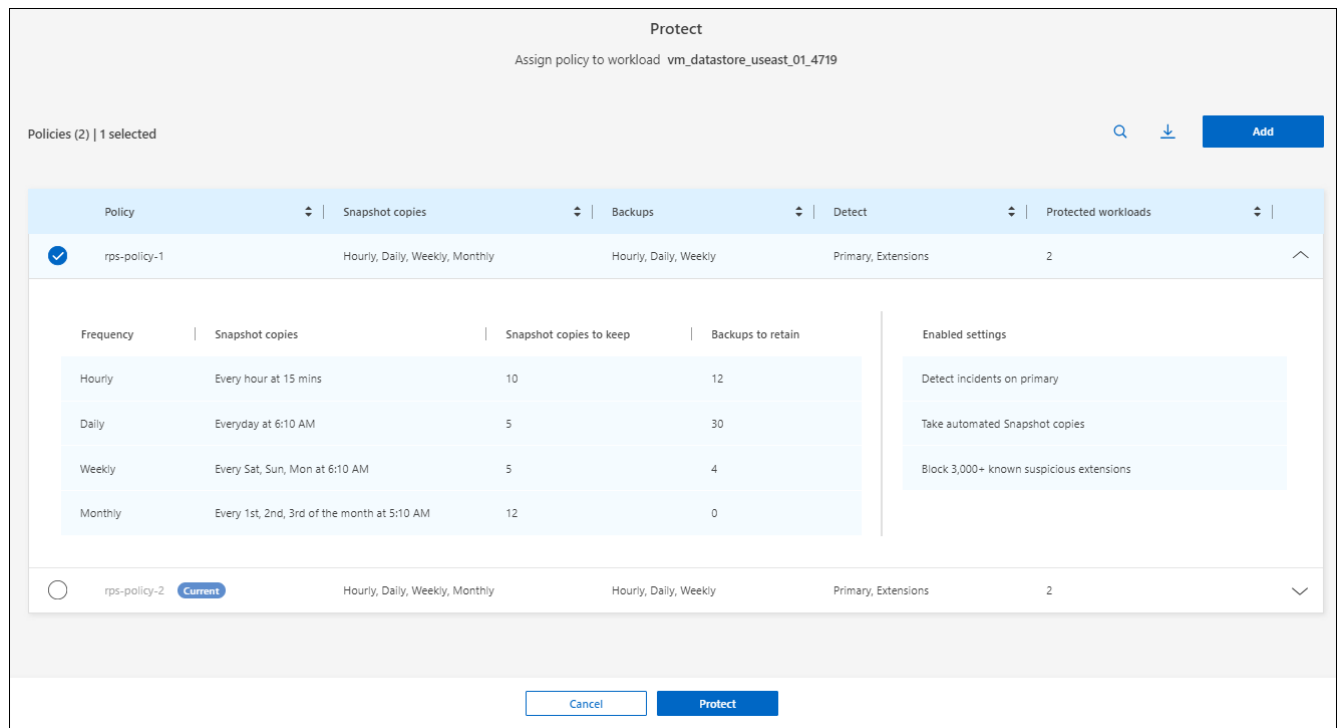 Protect
Assign policy to workload vm_datastore_useast_01_4719
Policies (2) | 1 selected
Add
Policy Snapshot copies Backups Detect Protected workloads
rps-policy-1 Hourly, Daily, Weekly, Monthly Hourly, Daily, Weekly Primary, Extensions 2
Frequency Snapshot copies Snapshot copies to keep Backups to retain Enabled settings
Hourly Every hour at 15 mins 10 12 Detect incidents on primary
Daily Everyday at 6:10 AM 5 30 Take automated Snapshot copies
Weekly Every Sat, Sun, Mon at 6:10 AM 5 4 Block 3,000+ known suspicious extensions
Monthly Every 1st, 2nd, 3rd of the month at 5:10 AM 12 0
rps-policy-2 Current Hourly, Daily, Weekly, Monthly Hourly, Daily, Weekly Primary, Extensions 2
Cancel Protect